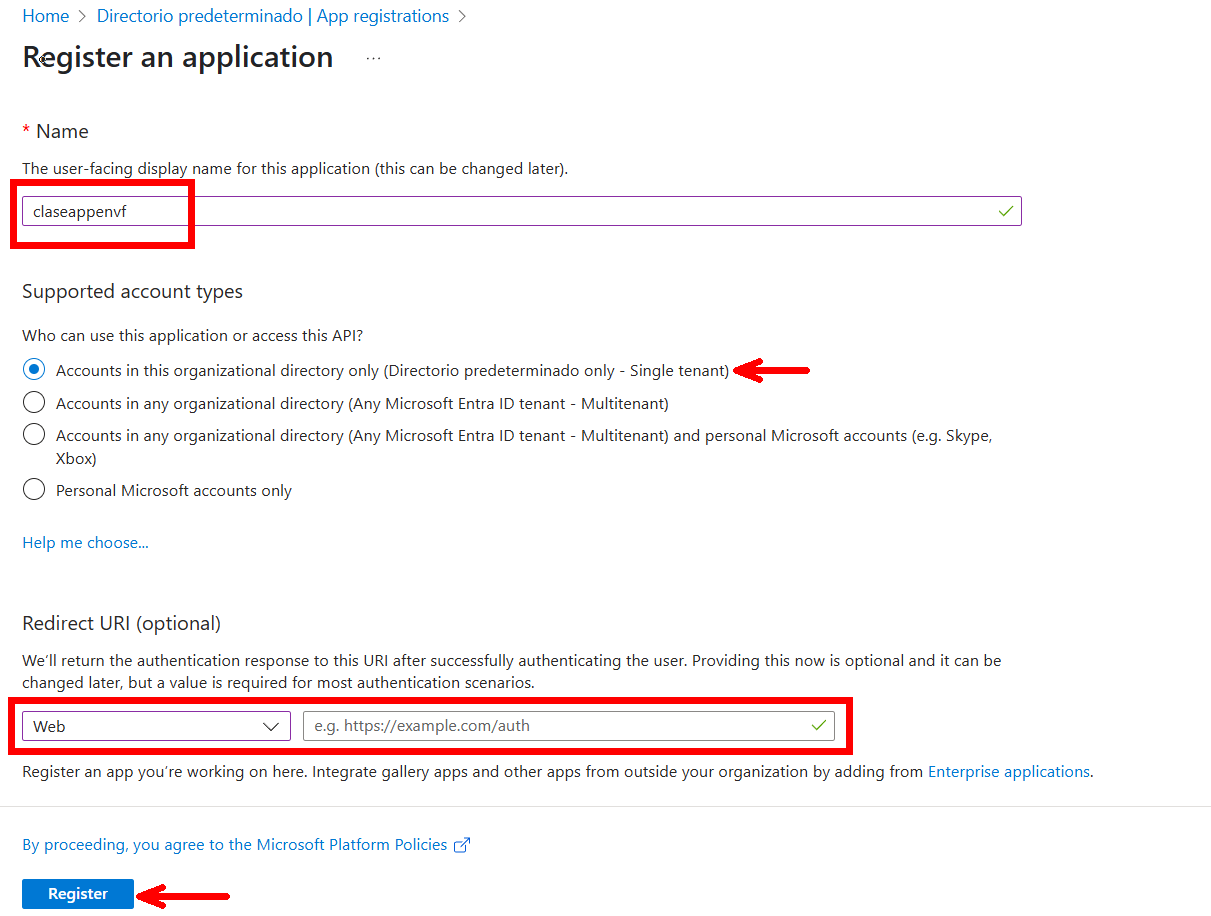 Home > Directorio predeterminado | App registrations >
Register an application ...
* Name
The user-facing display name for this application (this can be changed later).
claseappenvf
Supported account types
Who can use this application or access this API?
Accounts in this organizational directory only (Directorio predeterminado only - Single tenant)
Accounts in any organizational directory (Any Microsoft Entra ID tenant - Multitenant)
Accounts in any organizational directory (Any Microsoft Entra ID tenant - Multitenant) and personal Microsoft accounts (e.g. Skype,
Xbox)
Personal Microsoft accounts only
Help me choose...
Redirect URI (optional)
We'll return the authentication response to this URI after successfully authenticating the user. Providing this now is optional and it can be
changed later, but a value is required for most authentication scenarios.
Web e.g. https://example.com/auth
Register an app you're working on here. Integrate gallery apps and other apps from outside your organization by adding from Enterprise applications.
By proceeding, you agree to the Microsoft Platform Policies
Register